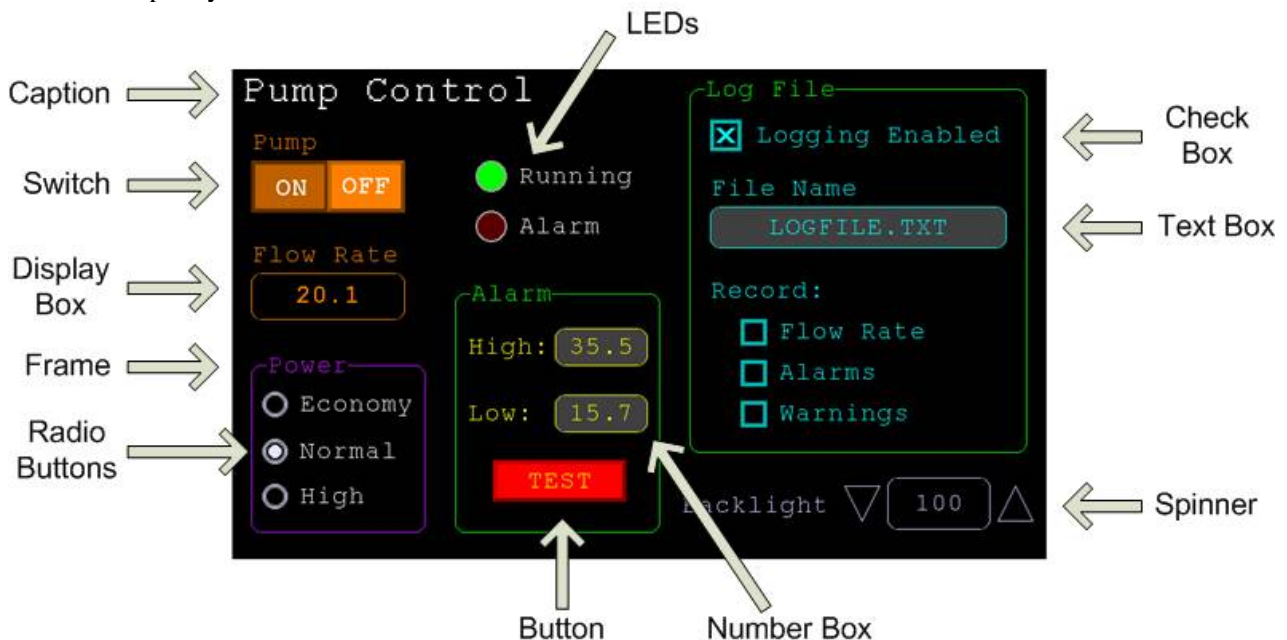 LEDs
Caption
Pump Control
Log File
Check
Box
Logging Enabled
Pump
Switch
ON OFF
Running
File Name
LOGFILE.TXT
Text Box
Alarm
Display
Box
Flow Rate
20.1
Alarm
Record:
Flow Rate
High: 35.5
Frame
Power
Alarms
Economy
Low: 15.7
Warnings
Radio
Buttons
Normal
TEST
High
Backlight 100
Spinner
Button
Number Box